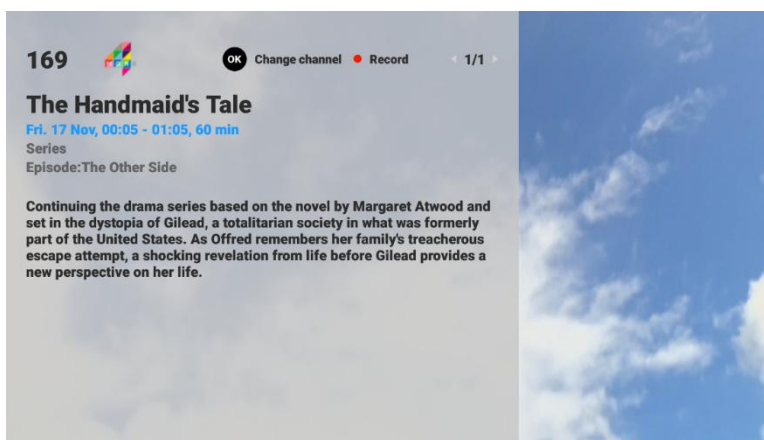 169
OK Change channel Record 1/1
The Handmaid's Tale
Fri. 17 Nov, 00:05 - 01:05, 60 min
Series
Episode:The Other Side
Continuing the drama series based on the novel by Margaret Atwood and
set in the dystopia of Gilead, a totalitarian society in what was formerly
part of the United States. As Offred remembers her family's treacherous
escape attempt, a shocking revelation from life before Gilead provides a
new perspective on her life.